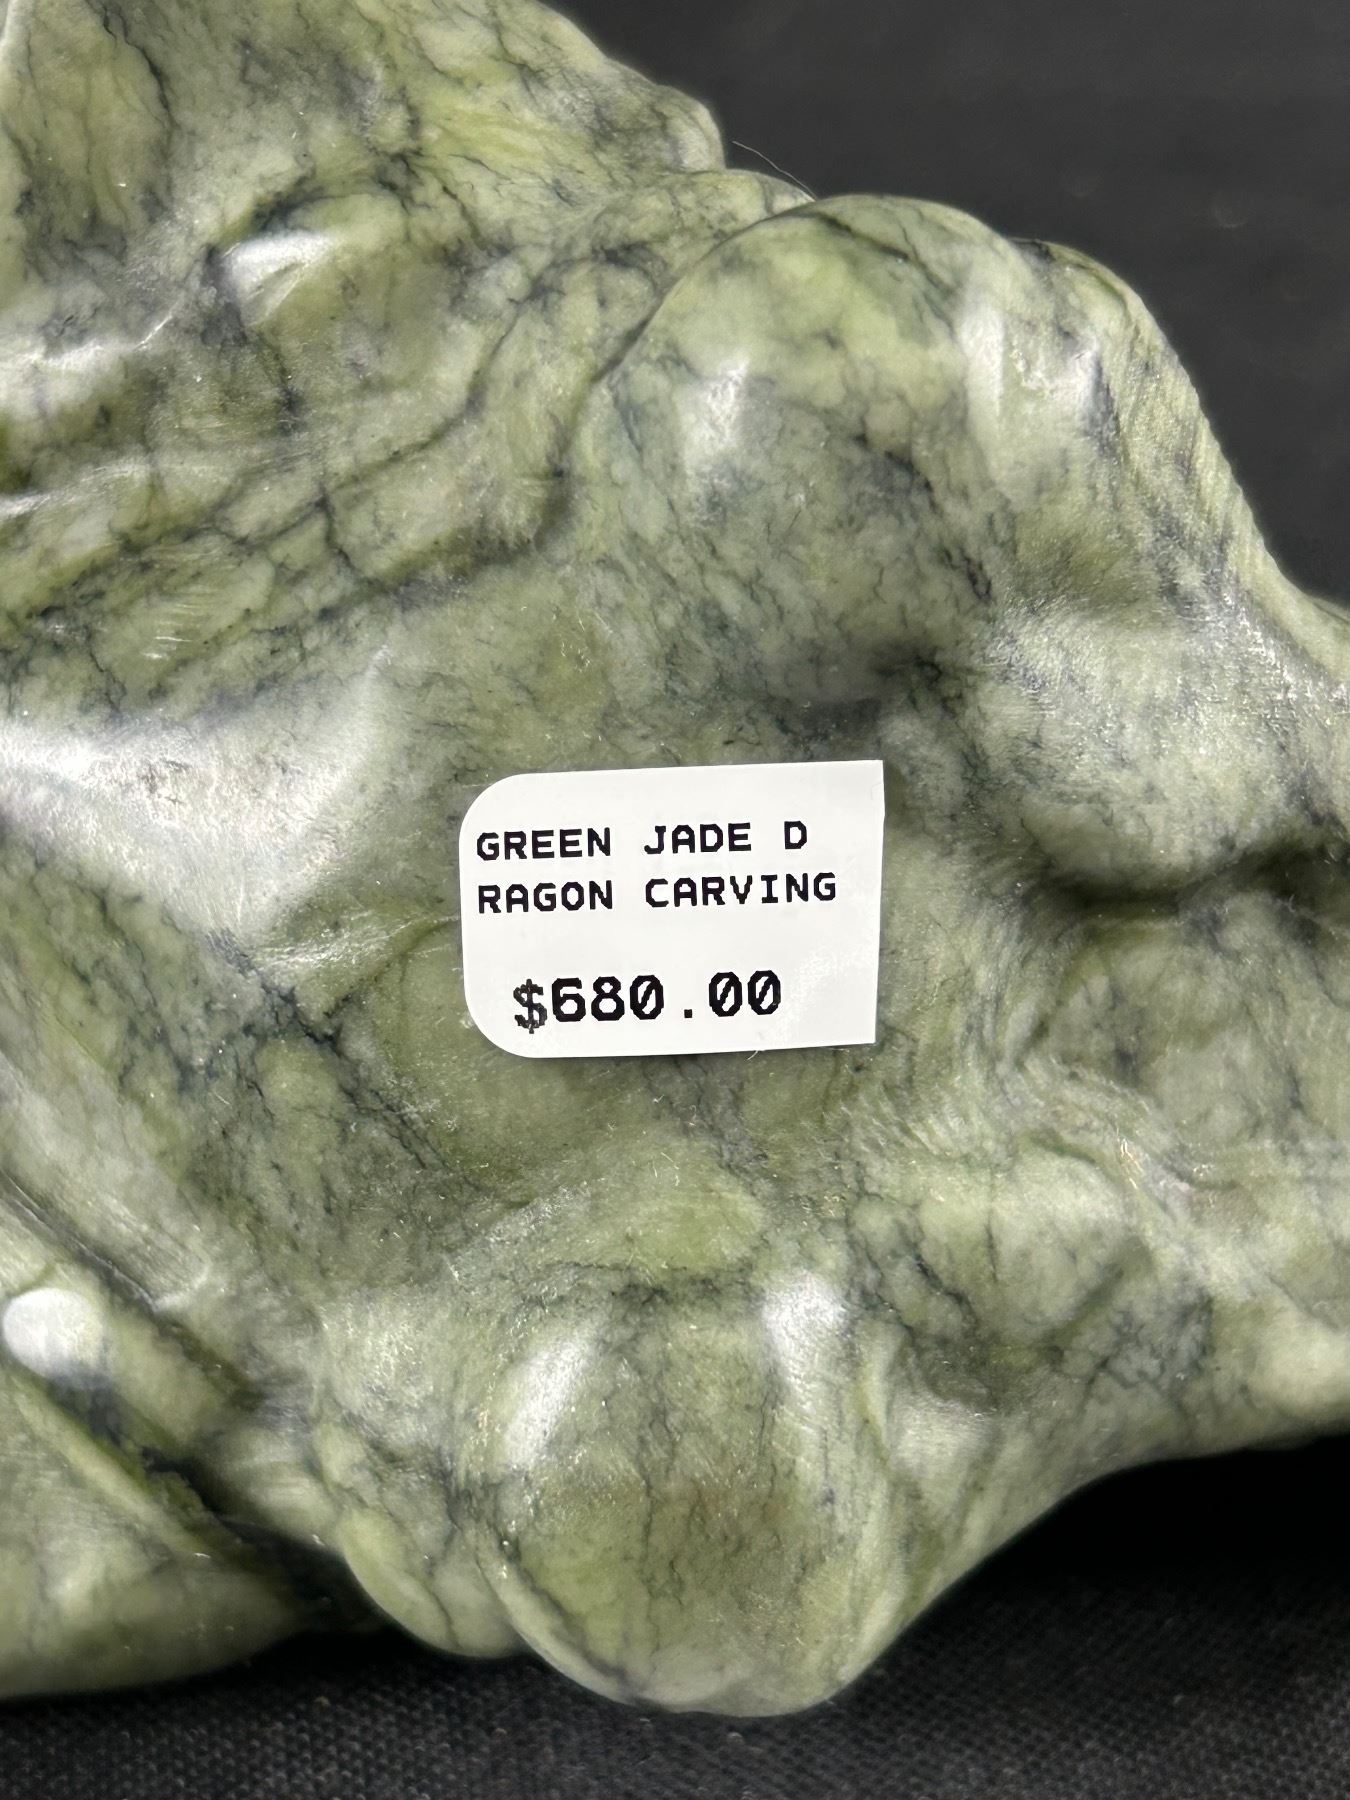 GREEN JADE D
RAGON CARVING
$680.00